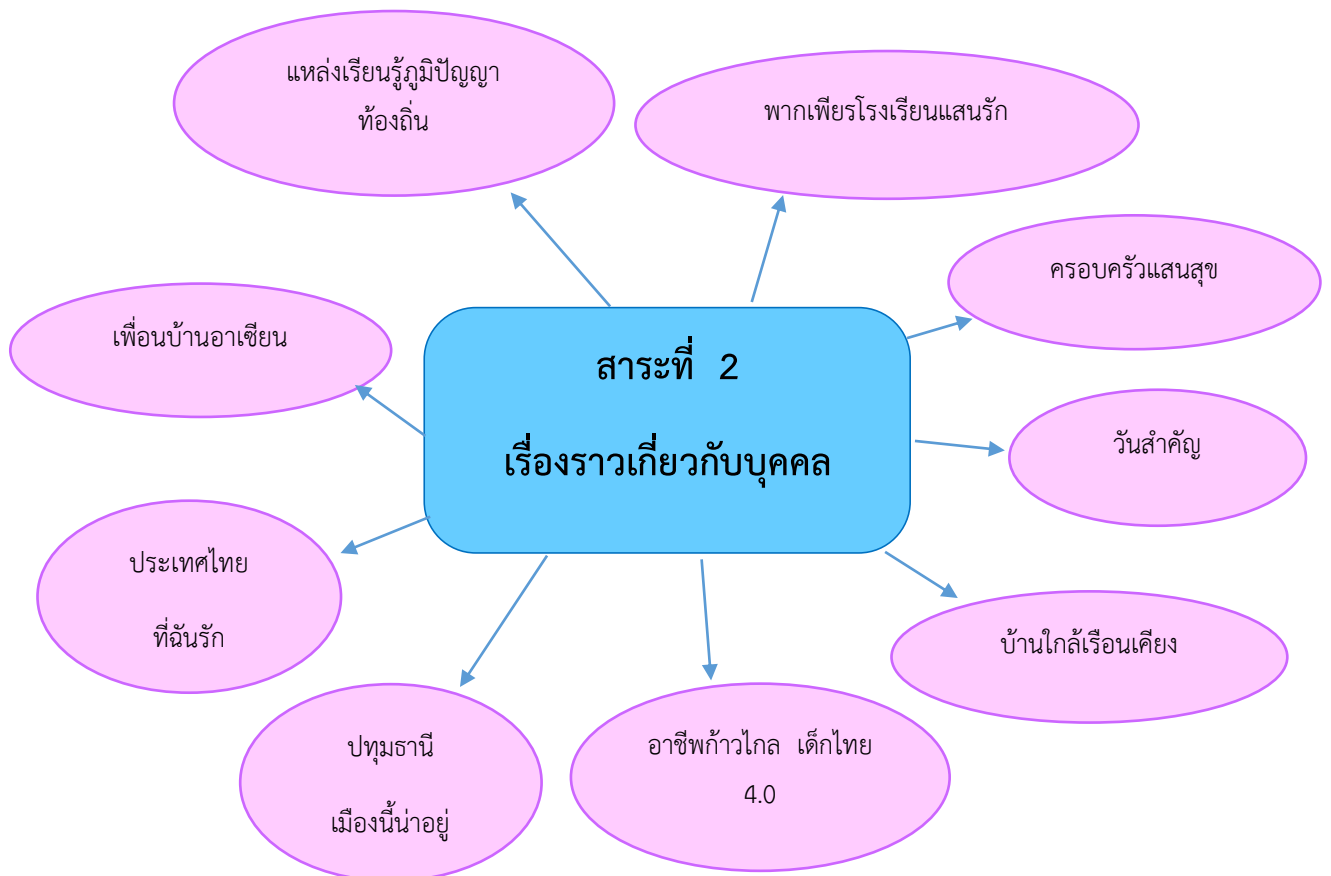 แหล่งเรียนรู้ภูมิปัญญา
ท้องถิ่น
พากเพียรโรงเรียนแสนรัก
ครอบครัวแสนสุข
เพื่อนบ้านอาเซียน
สาระที่ 2
เรื่องราวเกี่ยวกับบุคคล
วันสำคัญ
ประเทศไทย
ที่ฉันรัก
บ้านใกล้เรือนเคียง
ปทุมธานี
เมืองนี้น่าอยู่
อาชีพก้าวไกล เด็กไทย
4.0